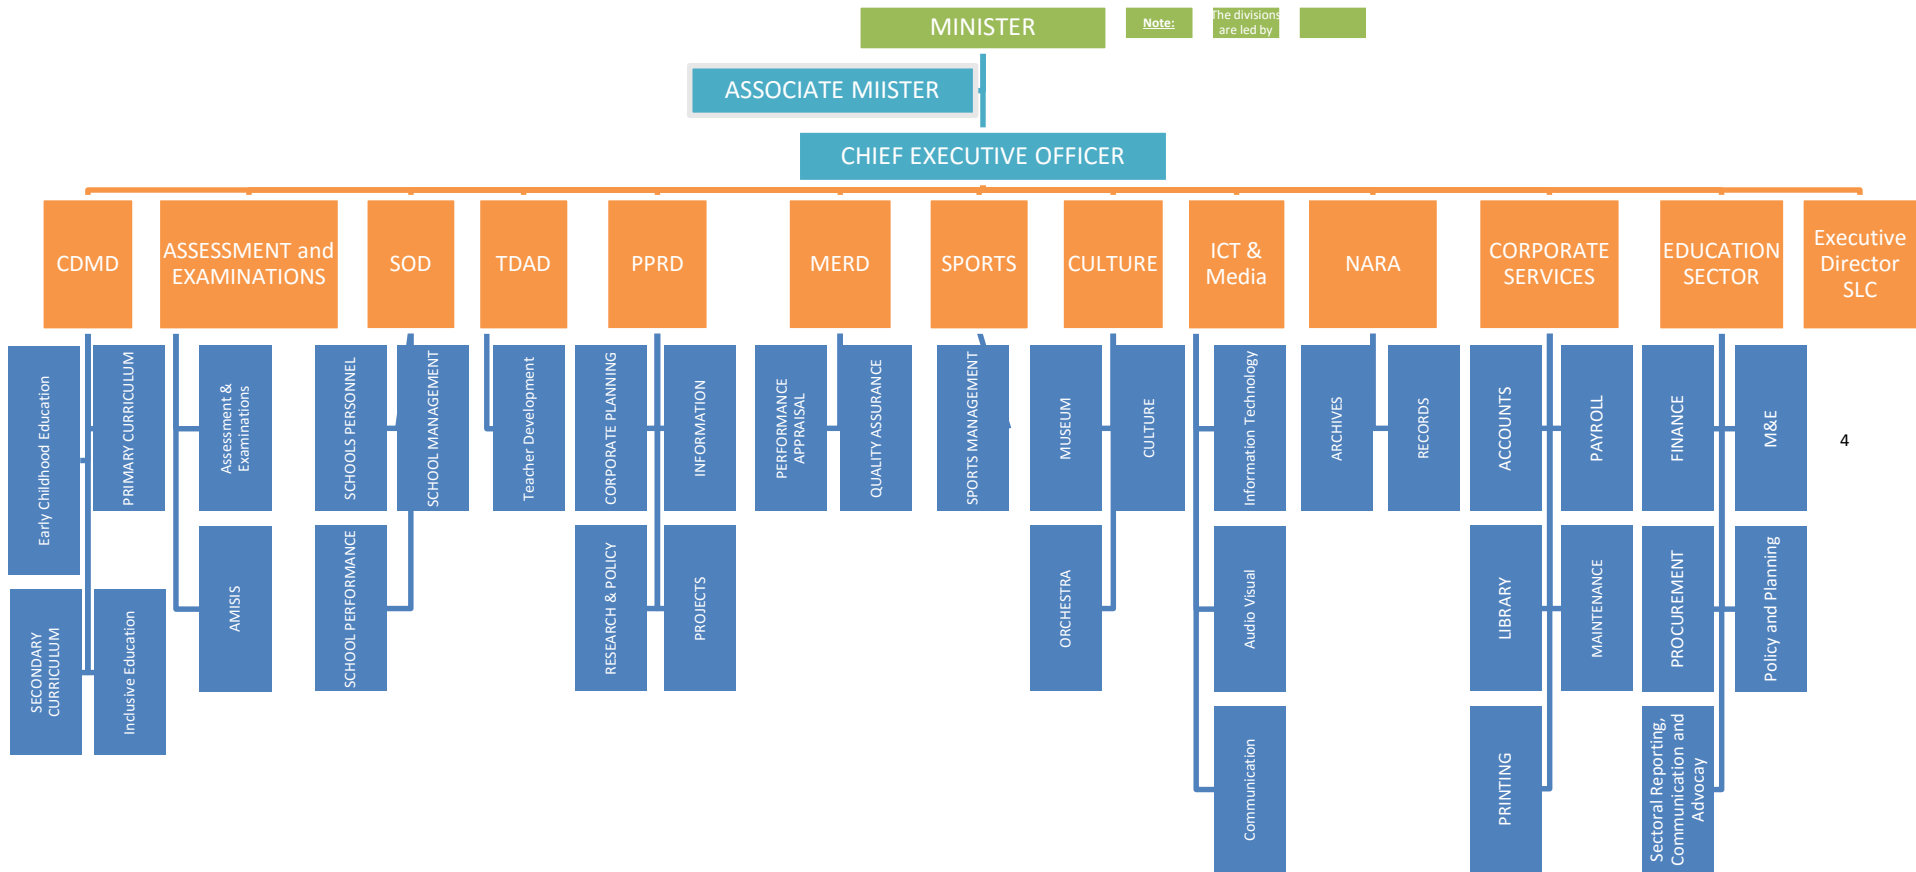 MINISTER
Note:
The divisions
are led by
ASSOCIATE MIISTER
CHIEF EXECUTIVE OFFICER
CDMD
ASSESSMENT and
EXAMINATIONS
SOD
TDAD
PPRD
MERD
SPORTS
CULTURE
ICT &
Media
NARA
CORPORATE
SERVICES
EDUCATION
SECTOR
Executive
Director
SLC
Early Childhood Education
PRIMARY CURRICULUM
SECONDARY
CURRICULUM
Inclusive Education
Assessment &
Examinations
AMISIS
SCHOOLS PERSONNEL
SCHOOL MANAGEMENT
SCHOOL PERFORMANCE
Teacher Development
CORPORATE PLANNING
INFORMATION
RESEARCH & POLICY
PROJECTS
PERFORMANCE
APPRAISAL
QUALITY ASSURANCE
SPORTS MANAGEMENT
MUSEUM
CULTURE
ORCHESTRA
Information Technology
Audio Visual
Communication
ARCHIVES
RECORDS
ACCOUNTS
PAYROLL
LIBRARY
MAINTENANCE
PRINTING
FINANCE
M&E
PROCUREMENT
Policy and Planning
Sectoral Reporting,
Communication and
Advocay
4